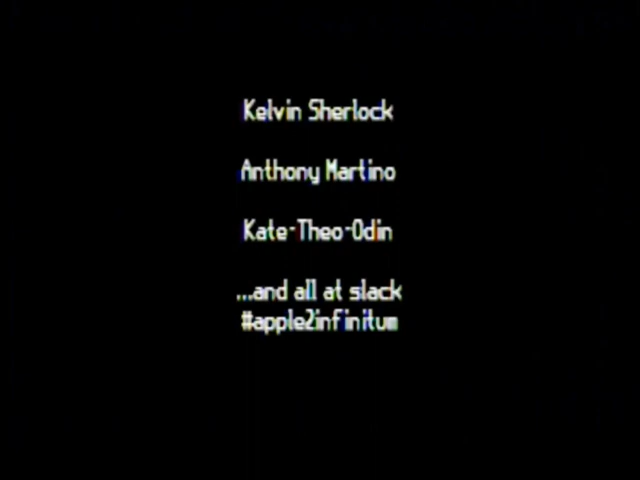 Kelvin Sherlock
Anthony Martino
Kate-Theo-Odin
...and all at slack
#apple2infinitum